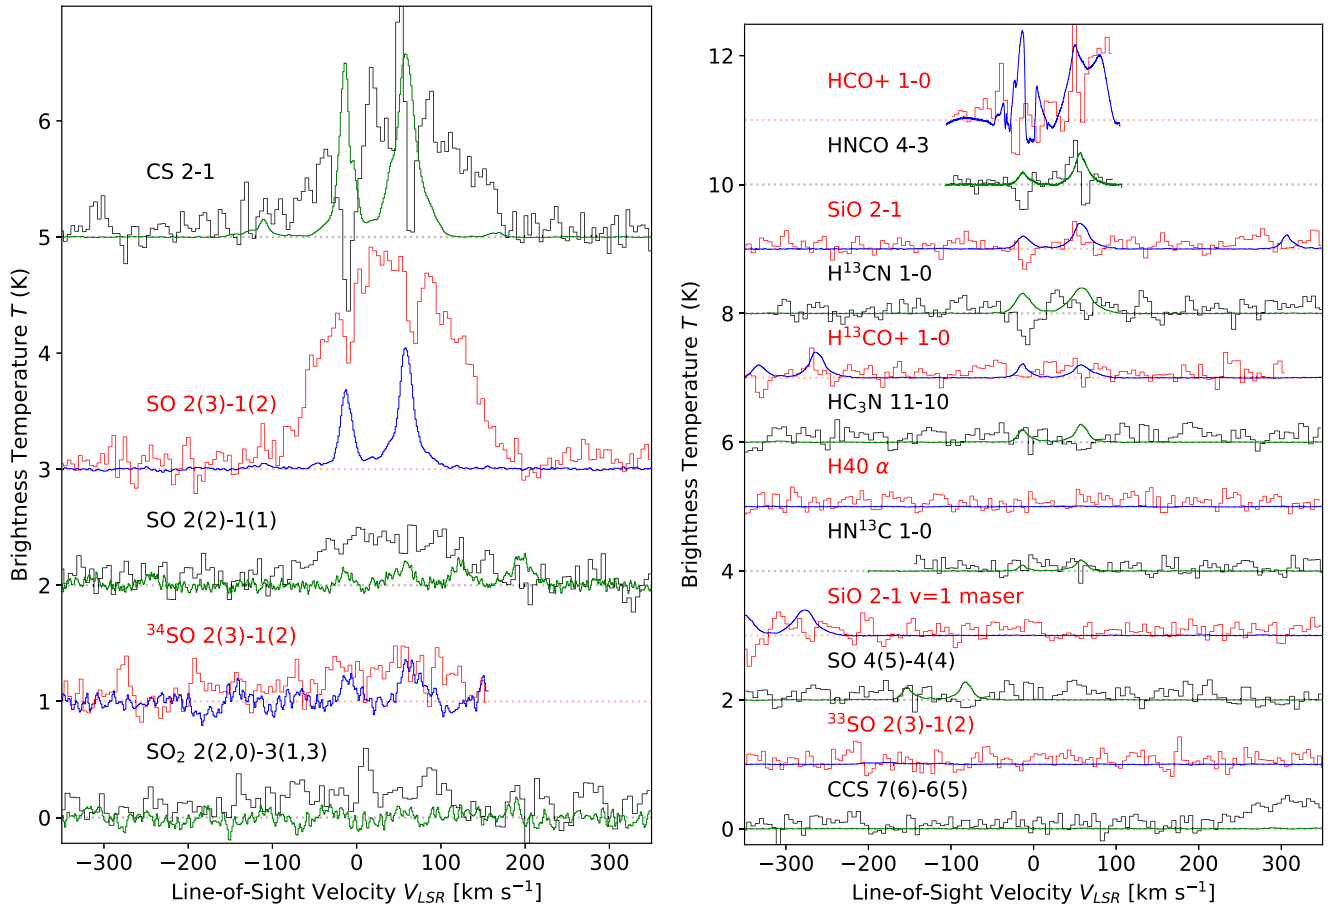 CS 2-1
SO 2(3)-1(2)
SO 2(2)-1(1)
³⁴SO 2(3)-1(2)
SO₂ 2(2,0)-3(1,3)
6
5
4
3
2
1
0
Brightness Temperature T (K)
−300
−200
−100
0
100
200
300
Line-of-Sight Velocity V_LSR [km s⁻¹]
HCO+ 1-0
HNCO 4-3
SiO 2-1
H¹³CN 1-0
H¹³CO+ 1-0
HC₃N 11-10
H40 α
HN¹³C 1-0
SiO 2-1 v=1 maser
SO 4(5)-4(4)
³³SO 2(3)-1(2)
CCS 7(6)-6(5)
12
10
8
6
4
2
0
Brightness Temperature T (K)
−300
−200
−100
0
100
200
300
Line-of-Sight Velocity V_LSR [km s⁻¹]